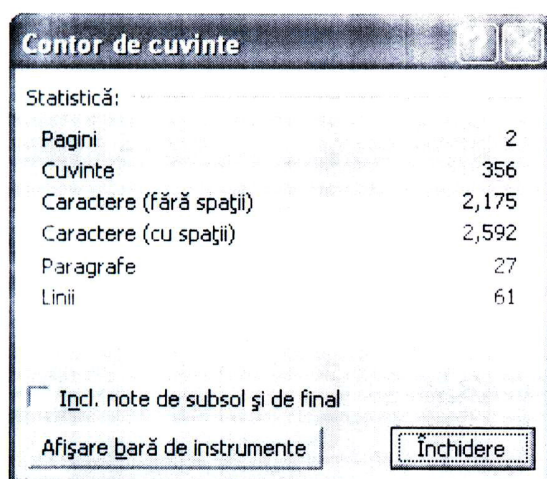 Contor de cuvinte
Statistică:
Pagini 2
Cuvinte 356
Caractere (fără spaţii) 2,175
Caractere (cu spaţii) 2,592
Paragrafe 27
Linii 61
Incl. note de subsol şi de final
Afişare bară de instrumente Închidere